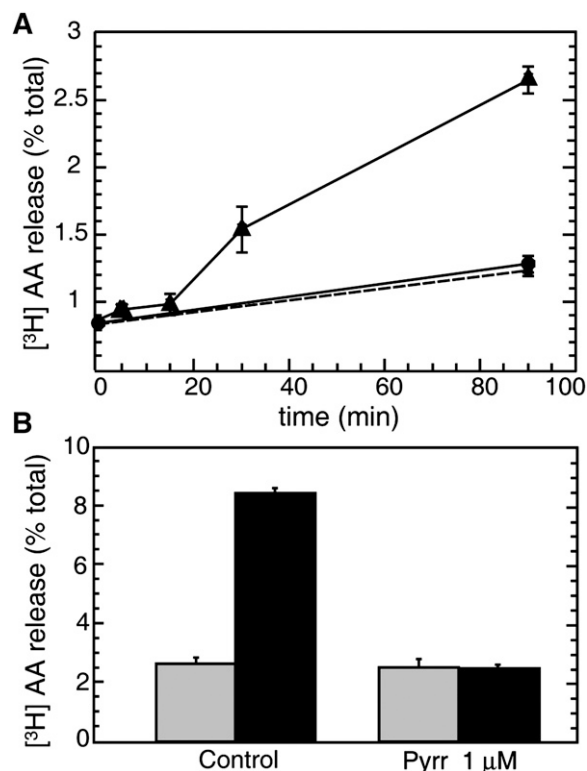 A
[³H] AA release (% total)
3
2.5
2
1.5
1
0
20
40
60
80
100
time (min)
B
[³H] AA release (% total)
10
8
6
4
2
0
Control
Pyrr 1 μM